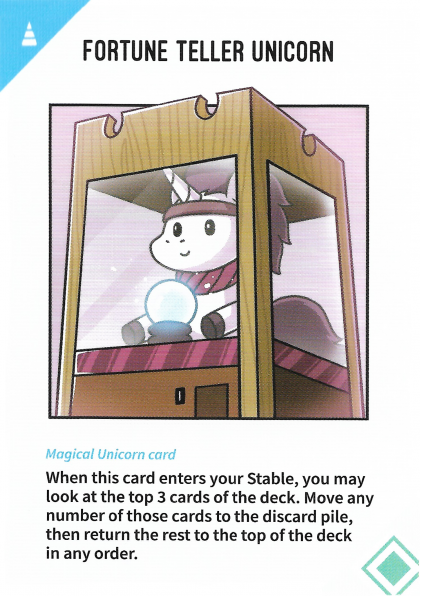 FORTUNE TELLER UNICORN
Magical Unicorn card
When this card enters your Stable, you may
look at the top 3 cards of the deck. Move any
number of those cards to the discard pile,
then return the rest to the top of the deck
in any order.